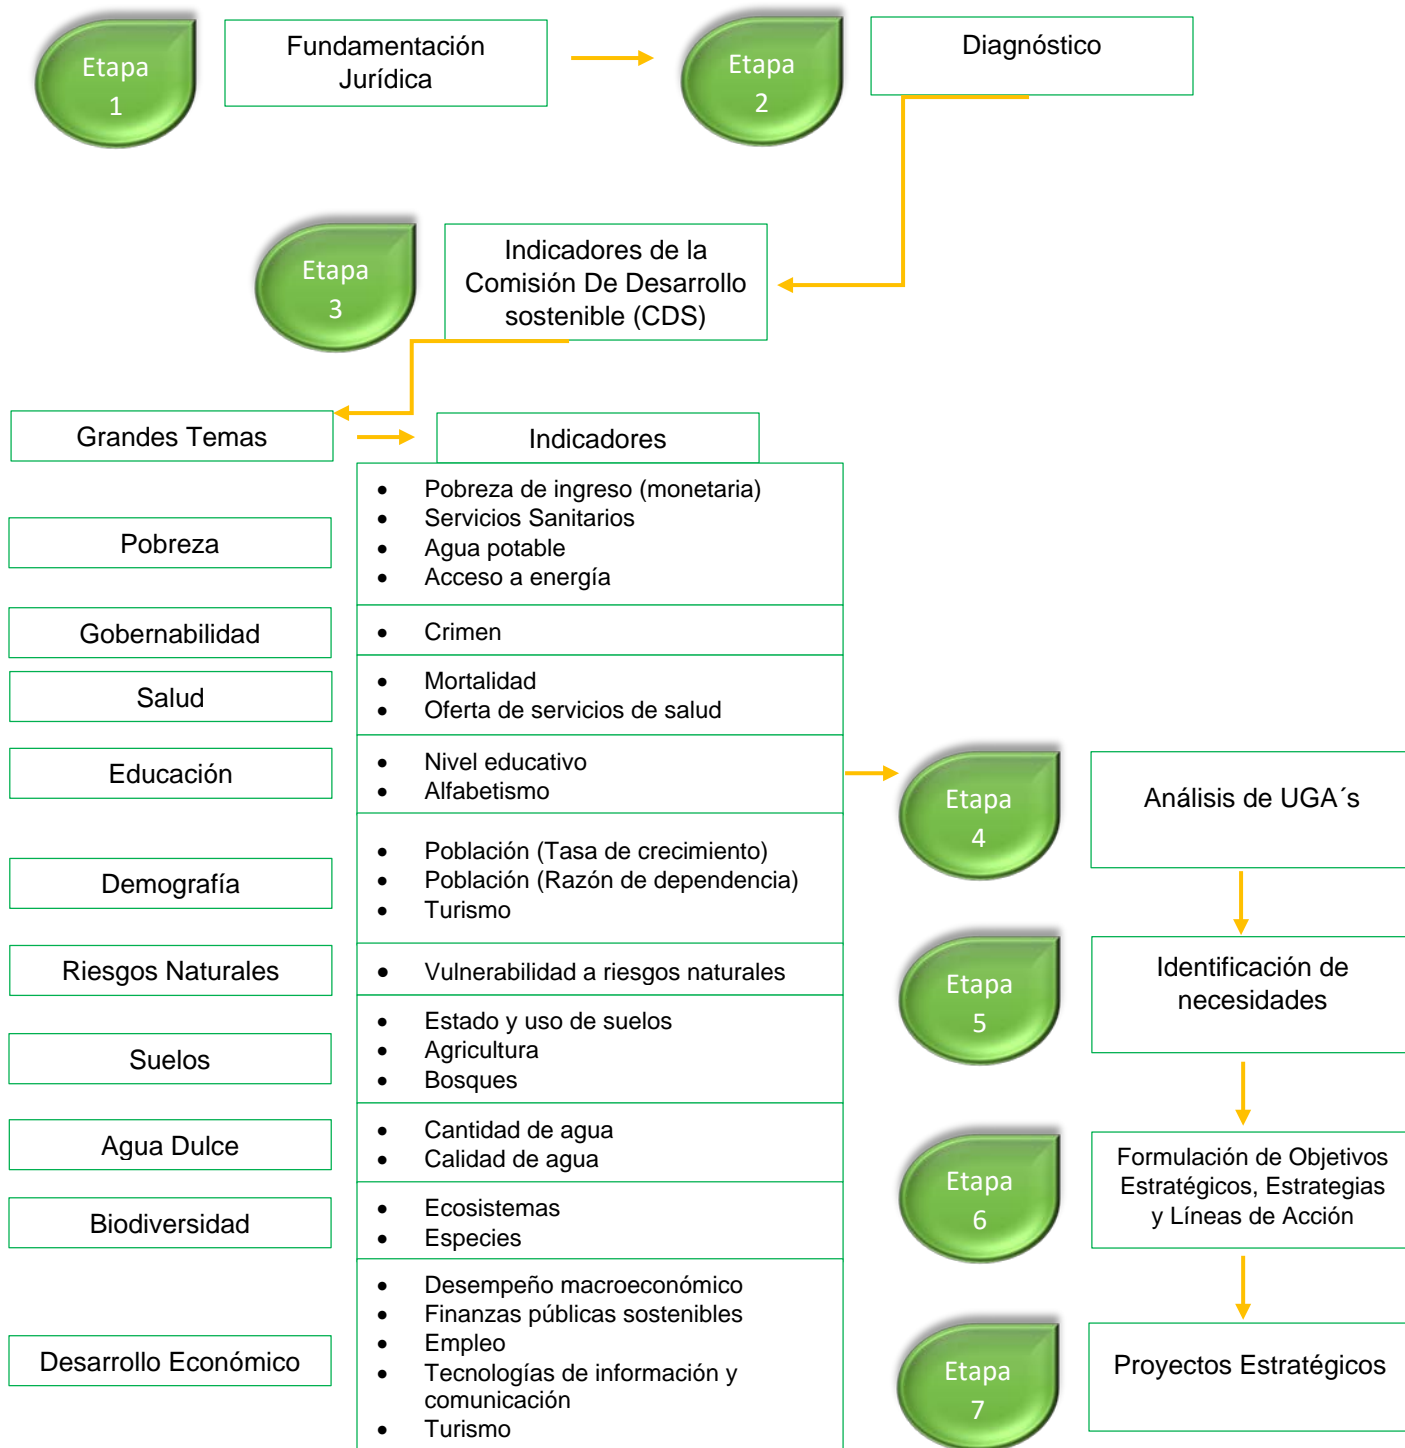 Etapa
1
Fundamentación
Jurídica
Etapa
2
Diagnóstico
Etapa
3
Indicadores de la
Comisión De Desarrollo
sostenible (CDS)
Grandes Temas
Indicadores
Pobreza
• Pobreza de ingreso (monetaria)
• Servicios Sanitarios
• Agua potable
• Acceso a energía
Gobernabilidad
• Crimen
Salud
• Mortalidad
• Oferta de servicios de salud
Educación
• Nivel educativo
• Alfabetismo
Demografía
• Población (Tasa de crecimiento)
• Población (Razón de dependencia)
• Turismo
Riesgos Naturales
• Vulnerabilidad a riesgos naturales
Suelos
• Estado y uso de suelos
• Agricultura
• Bosques
Agua Dulce
• Cantidad de agua
• Calidad de agua
Biodiversidad
• Ecosistemas
• Especies
Desarrollo Económico
• Desempeño macroeconómico
• Finanzas públicas sostenibles
• Empleo
• Tecnologías de información y
comunicación
• Turismo
Etapa
4
Análisis de UGA´s
Etapa
5
Identificación de
necesidades
Etapa
6
Formulación de Objetivos
Estratégicos, Estrategias
y Líneas de Acción
Etapa
7
Proyectos Estratégicos